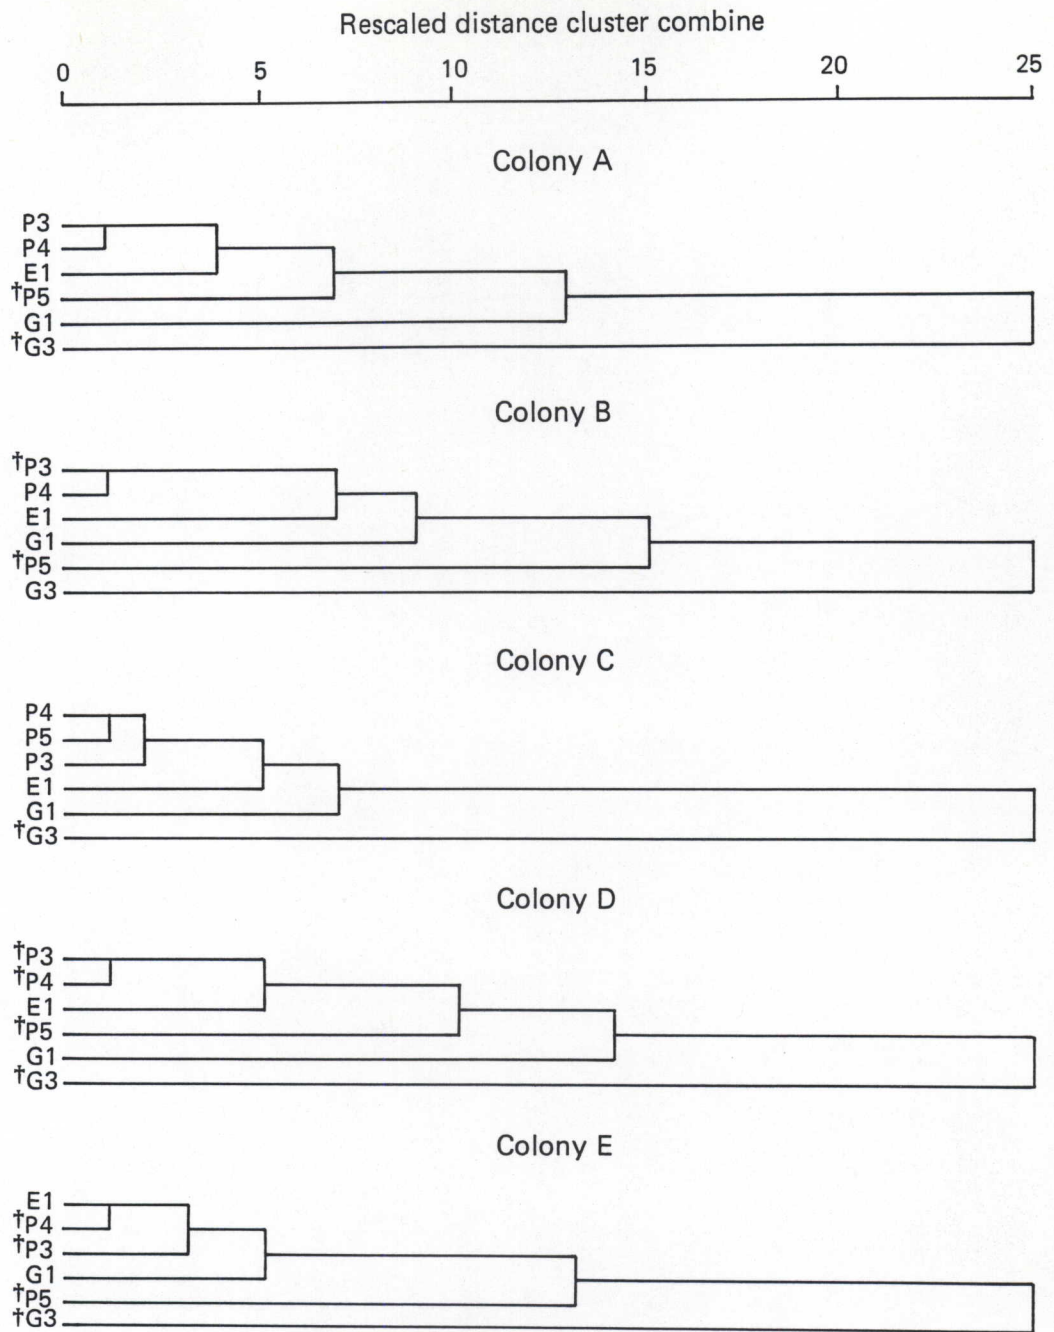 Rescaled distance cluster combine
0 5 10 15 20 25
Colony A
P3
P4
E1
†P5
G1
†G3
Colony B
†P3
P4
E1
G1
†P5
G3
Colony C
P4
P5
P3
E1
G1
†G3
Colony D
†P3
†P4
E1
†P5
G1
†G3
Colony E
E1
†P4
†P3
G1
†P5
†G3